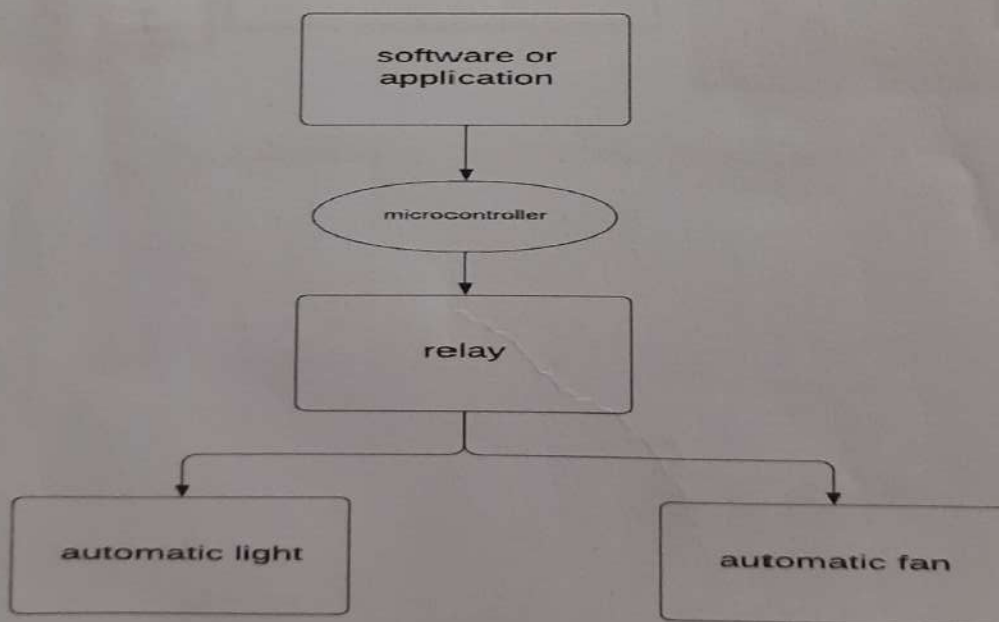 software or
application
microcontroller
relay
automatic light
automatic fan